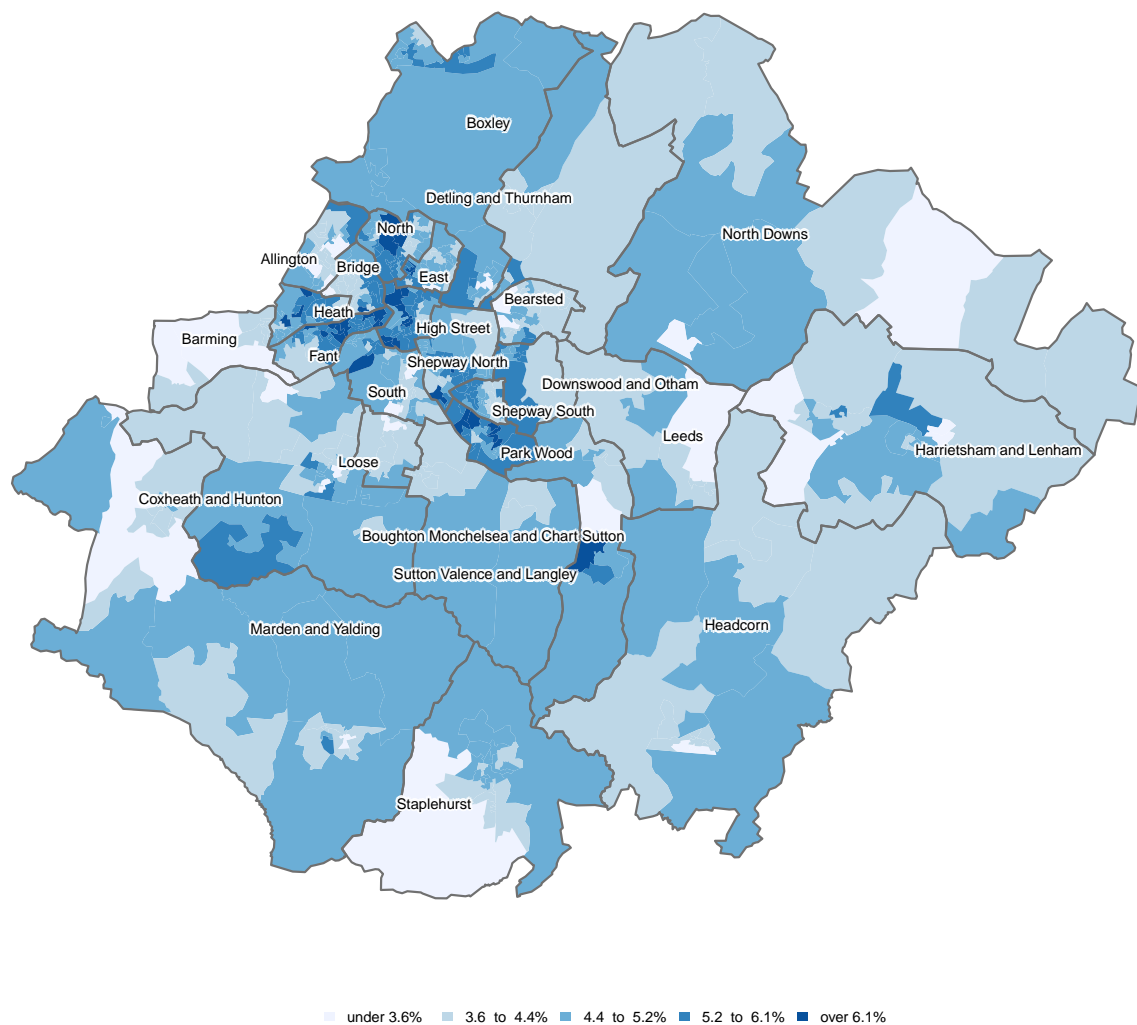 Boxley
Detling and Thurnham
North
North Downs
Allington
Bridge
East
Bearsted
Heath
High Street
Barming
Fant
Shepway North
South
Downswood and Otham
Shepway South
Leeds
Park Wood
Harrietsham and Lenham
Loose
Coxheath and Hunton
Boughton Monchelsea and Chart Sutton
Sutton Valence and Langley
Marden and Yalding
Headcorn
Staplehurst
under 3.6% 3.6 to 4.4% 4.4 to 5.2% 5.2 to 6.1% over 6.1%